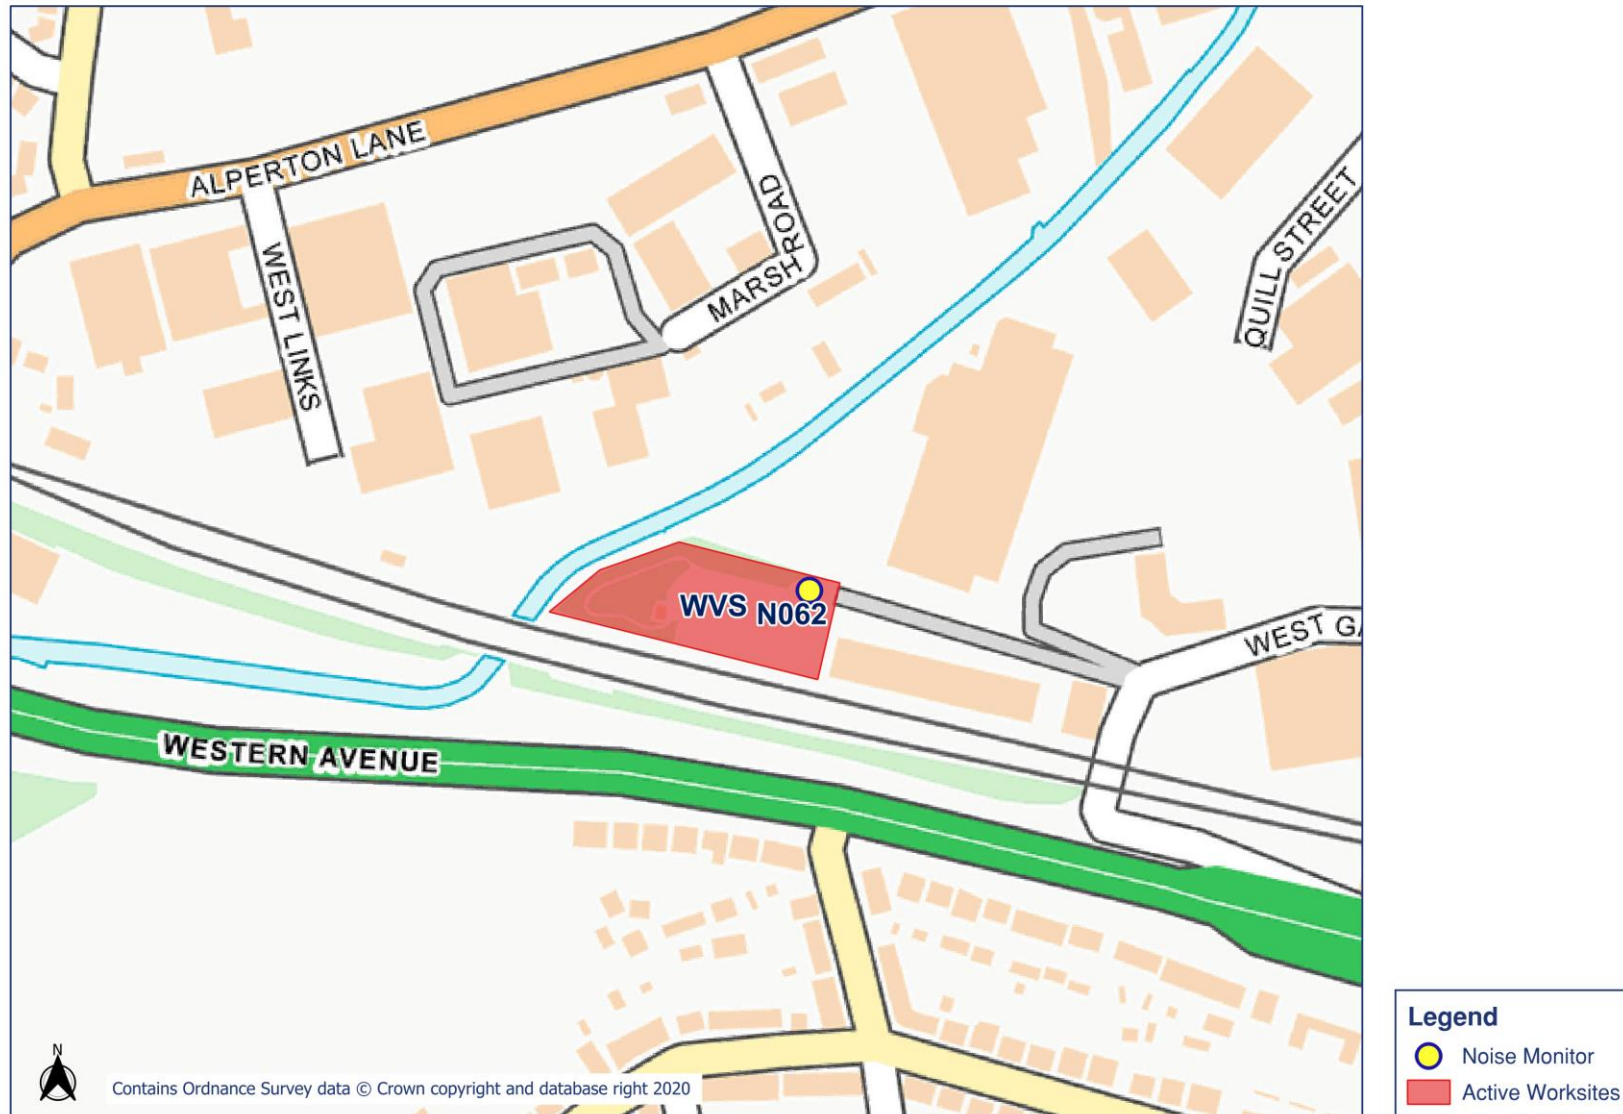 ALPERTON LANE
WEST LINKS
MARSH ROAD
QUILL STREET
WVS
N062
WEST GA
WESTERN AVENUE
N
Contains Ordnance Survey data © Crown copyright and database right 2020
Legend
Noise Monitor
Active Worksites